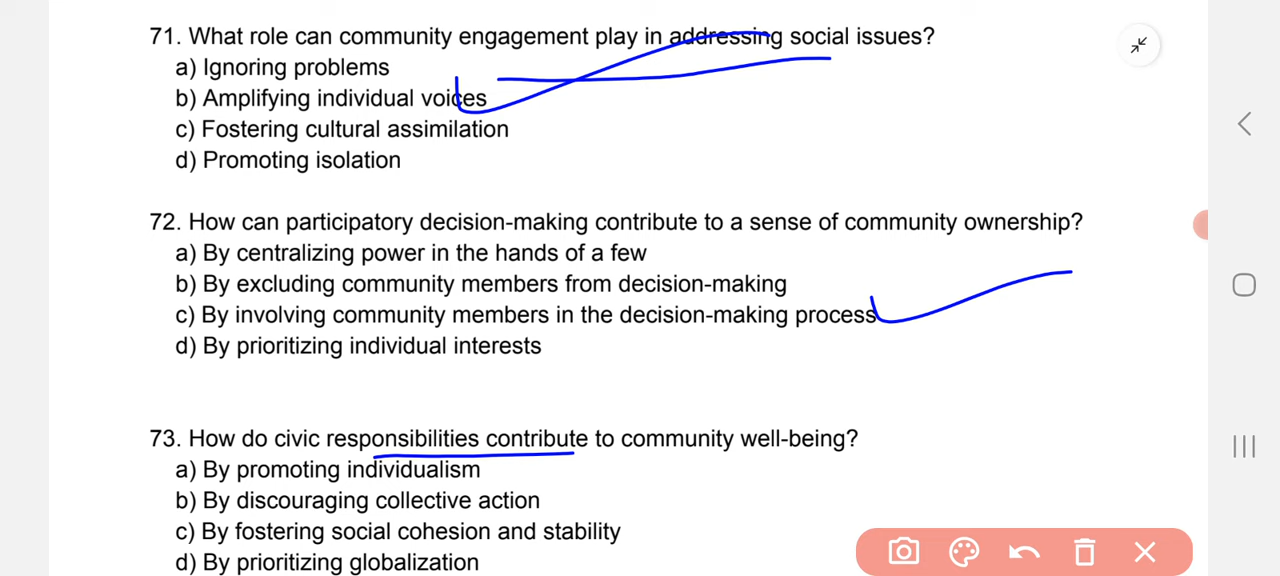 71. What role can community engagement play in addressing social issues?
a) Ignoring problems
b) Amplifying individual voices
c) Fostering cultural assimilation
d) Promoting isolation
72. How can participatory decision-making contribute to a sense of community ownership?
a) By centralizing power in the hands of a few
b) By excluding community members from decision-making
c) By involving community members in the decision-making process
d) By prioritizing individual interests
73. How do civic responsibilities contribute to community well-being?
a) By promoting individualism
b) By discouraging collective action
c) By fostering social cohesion and stability
d) By prioritizing globalization